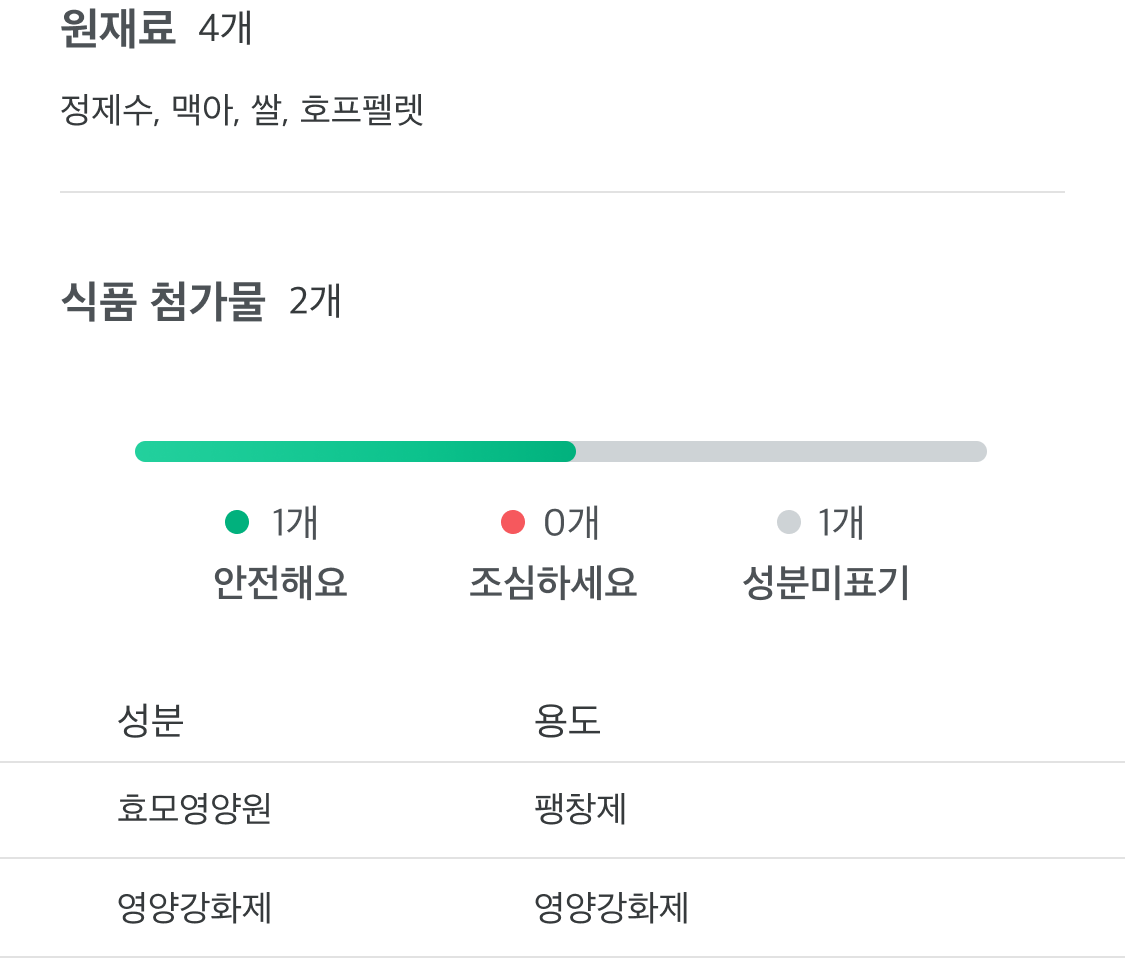 원재료 4개
정제수, 맥아, 쌀, 호프펠렛
식품 첨가물 2개
1개 0개 1개
안전해요 조심하세요 성분미표기
성분 용도
효모영양원 팽창제
영양강화제 영양강화제